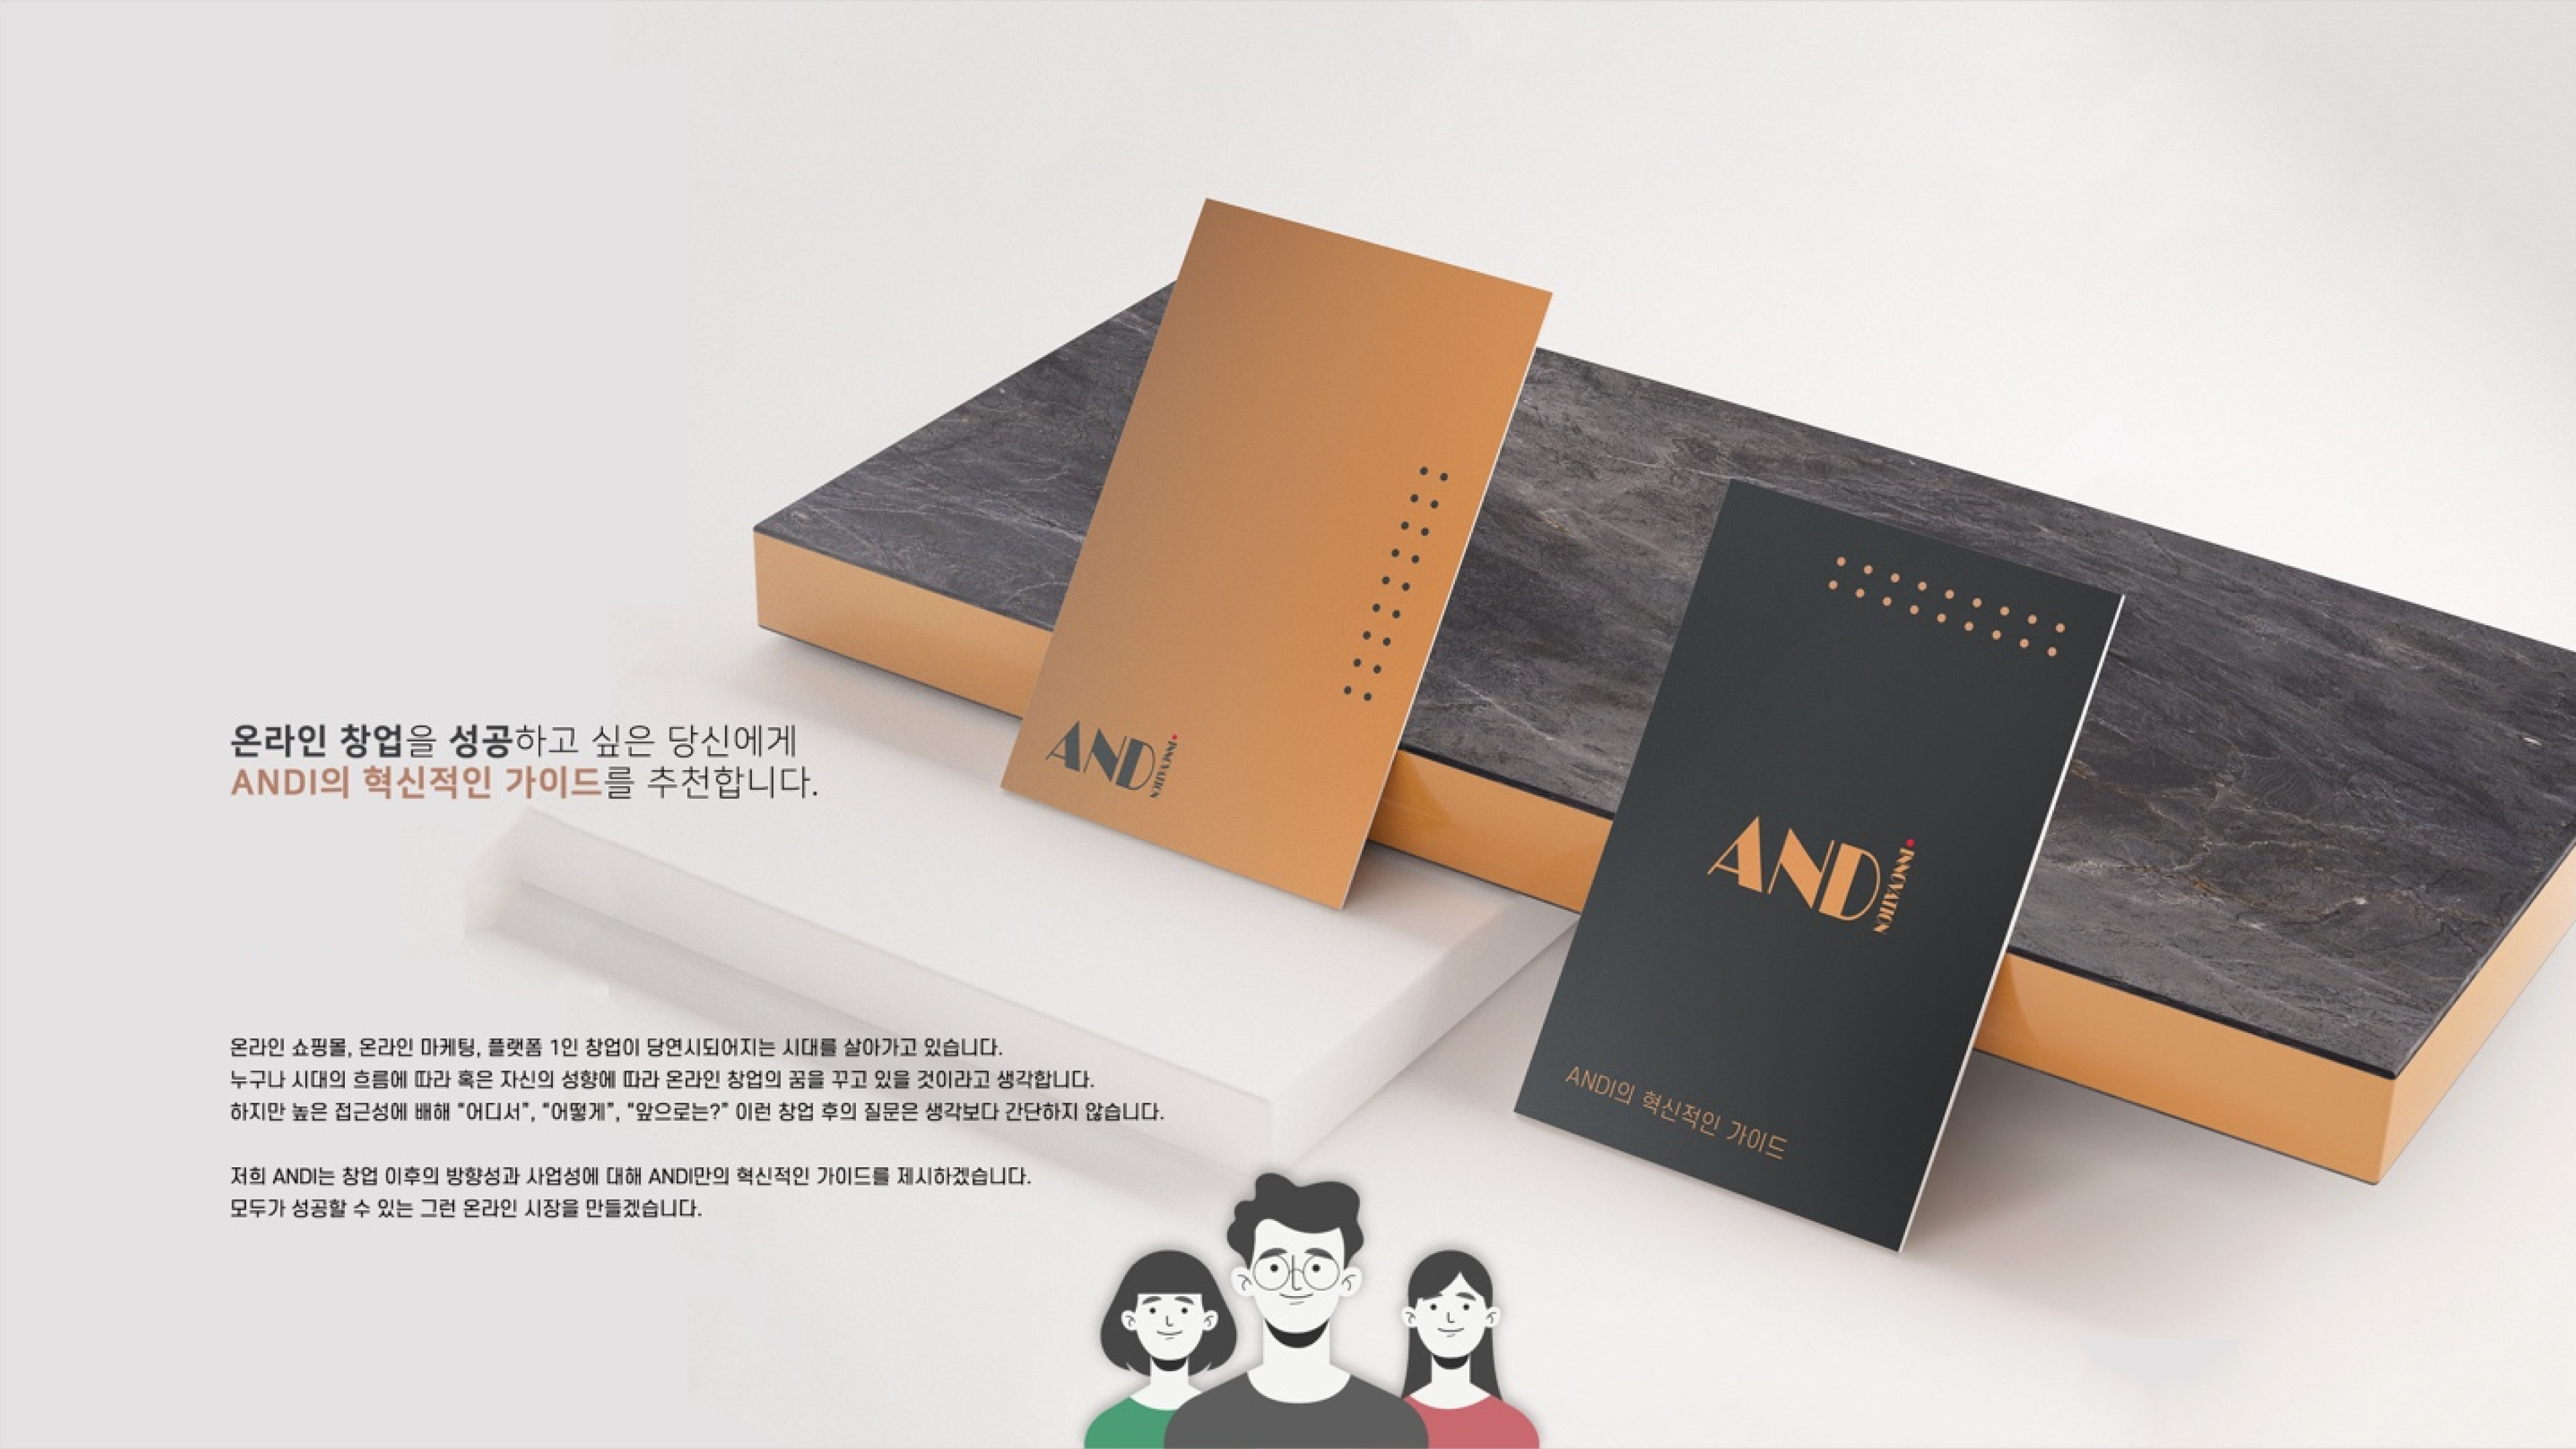 온라인 창업을 성공하고 싶은 당신에게
ANDI의 혁신적인 가이드를 추천합니다.
온라인 쇼핑몰, 온라인 마케팅, 플랫폼 1인 창업이 당연시되어지는 시대를 살아가고 있습니다.
누구나 시대의 흐름에 따라 혹은 자신의 성향에 따라 온라인 창업의 꿈을 꾸고 있을 것이라고 생각합니다.
하지만 높은 접근성에 배해 “어디서”, “어떻게”, “앞으로는?” 이런 창업 후의 질문은 생각보다 간단하지 않습니다.
저희 ANDI는 창업 이후의 방향성과 사업성에 대해 ANDI만의 혁신적인 가이드를 제시하겠습니다.
모두가 성공할 수 있는 그런 온라인 시장을 만들겠습니다.
AND
INNOVATION
AND
INNOVATION
ANDI의 혁신적인 가이드